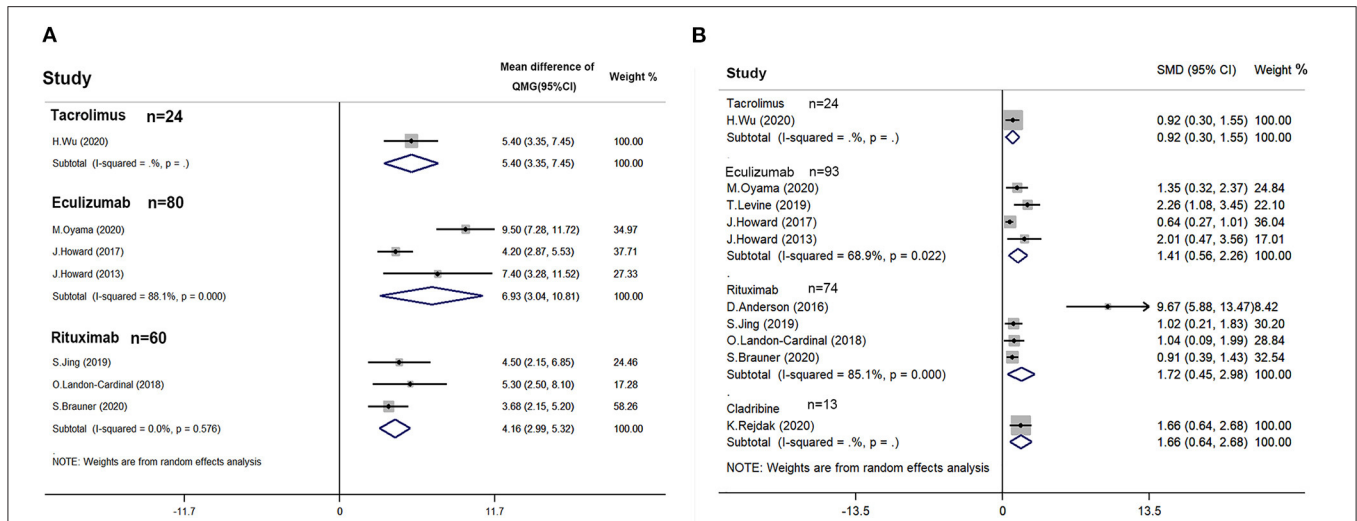 A
Study
Mean difference of QMG(95%CI)
Weight %
Tacrolimus n=24
H.Wu (2020) 5.40 (3.35, 7.45) 100.00
Subtotal (I-squared = .%, p = .) 5.40 (3.35, 7.45) 100.00
Eculizumab n=80
M.Oyama (2020) 9.50 (7.28, 11.72) 34.97
J.Howard (2017) 4.20 (2.87, 5.53) 37.71
J.Howard (2013) 7.40 (3.28, 11.52) 27.33
Subtotal (I-squared = 88.1%, p = 0.000) 6.93 (3.04, 10.81) 100.00
Rituximab n=60
S.Jing (2019) 4.50 (2.15, 6.85) 24.46
O.Landon-Cardinal (2018) 5.30 (2.50, 8.10) 17.28
S.Brauner (2020) 3.68 (2.15, 5.20) 58.26
Subtotal (I-squared = 0.0%, p = 0.576) 4.16 (2.99, 5.32) 100.00
.
NOTE: Weights are from random effects analysis
-11.7 0 11.7
B
Study SMD (95% CI) Weight %
Tacrolimus n=24
H.Wu (2020) 0.92 (0.30, 1.55) 100.00
Subtotal (I-squared = .%, p = .) 0.92 (0.30, 1.55) 100.00
.
Eculizumab n=93
M.Oyama (2020) 1.35 (0.32, 2.37) 24.84
T.Levine (2019) 2.26 (1.08, 3.45) 22.10
J.Howard (2017) 0.64 (0.27, 1.01) 36.04
J.Howard (2013) 2.01 (0.47, 3.56) 17.01
Subtotal (I-squared = 68.9%, p = 0.022) 1.41 (0.56, 2.26) 100.00
.
Rituximab n=74
D.Anderson (2016) 9.67 (5.88, 13.47) 8.42
S.Jing (2019) 1.02 (0.21, 1.83) 30.20
O.Landon-Cardinal (2018) 1.04 (0.09, 1.99) 28.84
S.Brauner (2020) 0.91 (0.39, 1.43) 32.54
Subtotal (I-squared = 85.1%, p = 0.000) 1.72 (0.45, 2.98) 100.00
.
Cladribine n=13
K.Rejdak (2020) 1.66 (0.64, 2.68) 100.00
Subtotal (I-squared = .%, p = .) 1.66 (0.64, 2.68) 100.00
.
NOTE: Weights are from random effects analysis
-13.5 0 13.5